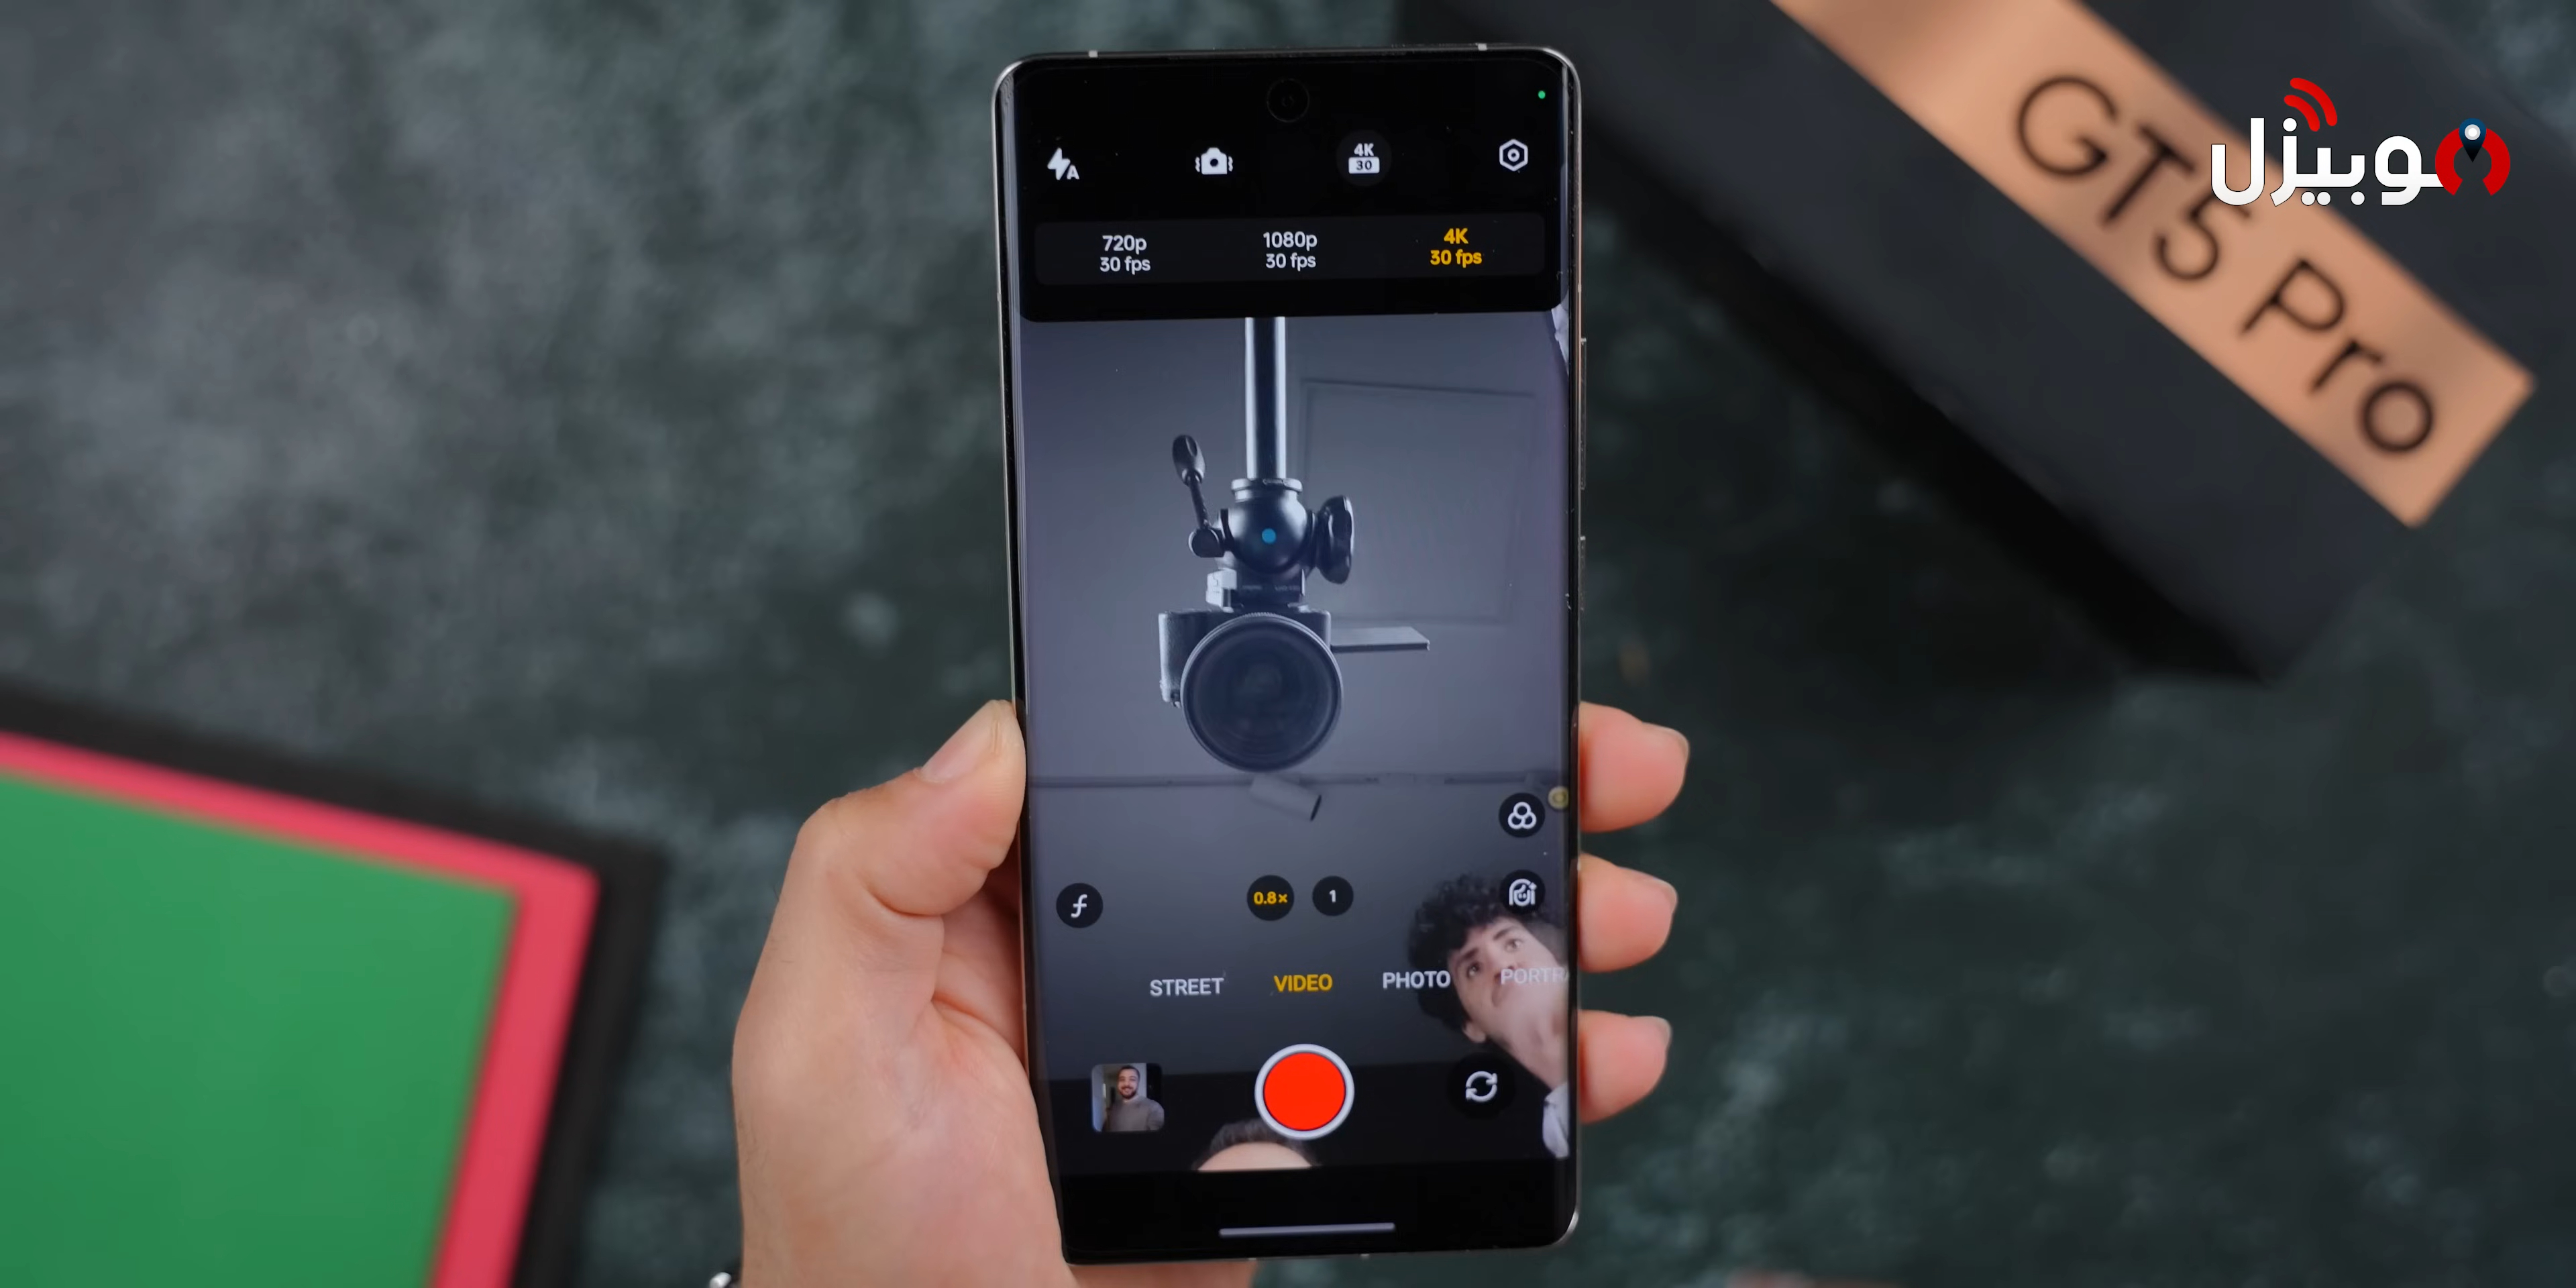 GT5 Pro
موبيزل
4K
30
720p
30 fps
1080p
30 fps
4K
30 fps
0.8×
1
STREET
VIDEO
PHOTO
PORTRA